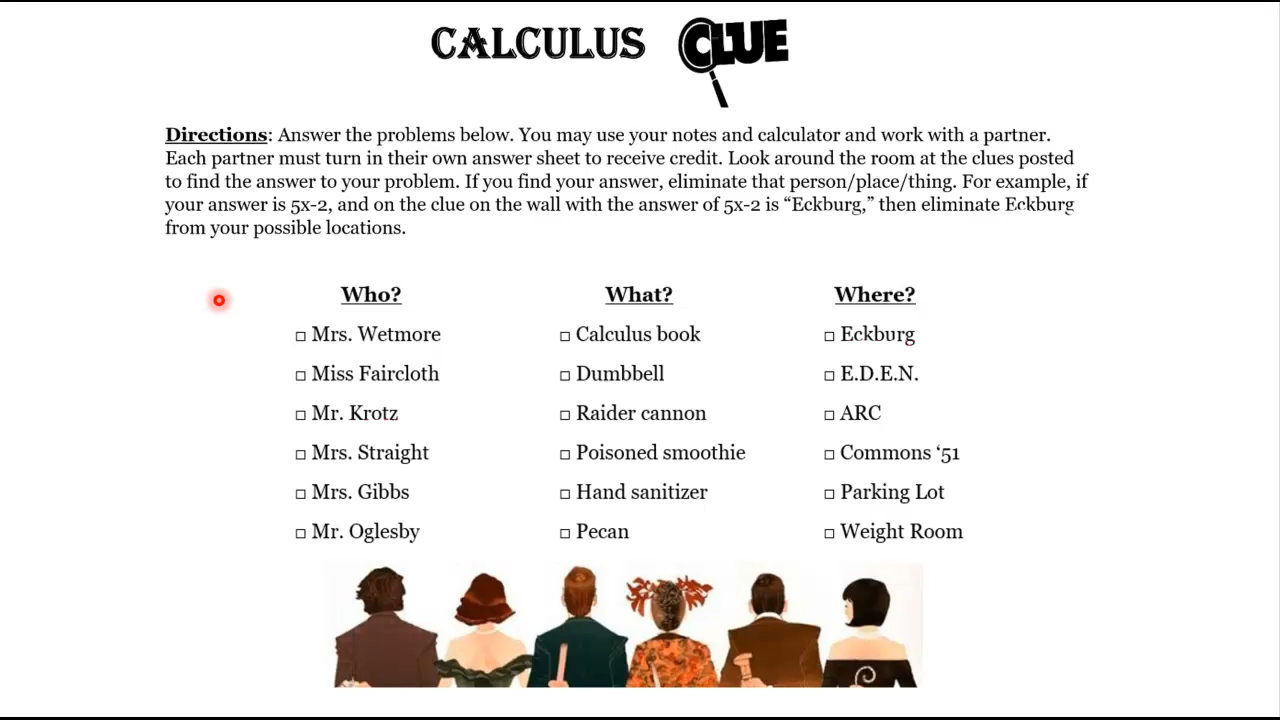 CALCULUS CLUE
Directions: Answer the problems below. You may use your notes and calculator and work with a partner.
Each partner must turn in their own answer sheet to receive credit. Look around the room at the clues posted
to find the answer to your problem. If you find your answer, eliminate that person/place/thing. For example, if
your answer is 5x-2, and on the clue on the wall with the answer of 5x-2 is “Eckburg,” then eliminate Eckburg
from your possible locations.
Who? What? Where?
□ Mrs. Wetmore □ Calculus book □ Eckburg
□ Miss Faircloth □ Dumbbell □ E.D.E.N.
□ Mr. Krotz □ Raider cannon □ ARC
□ Mrs. Straight □ Poisoned smoothie □ Commons ‘51
□ Mrs. Gibbs □ Hand sanitizer □ Parking Lot
□ Mr. Oglesby □ Pecan □ Weight Room